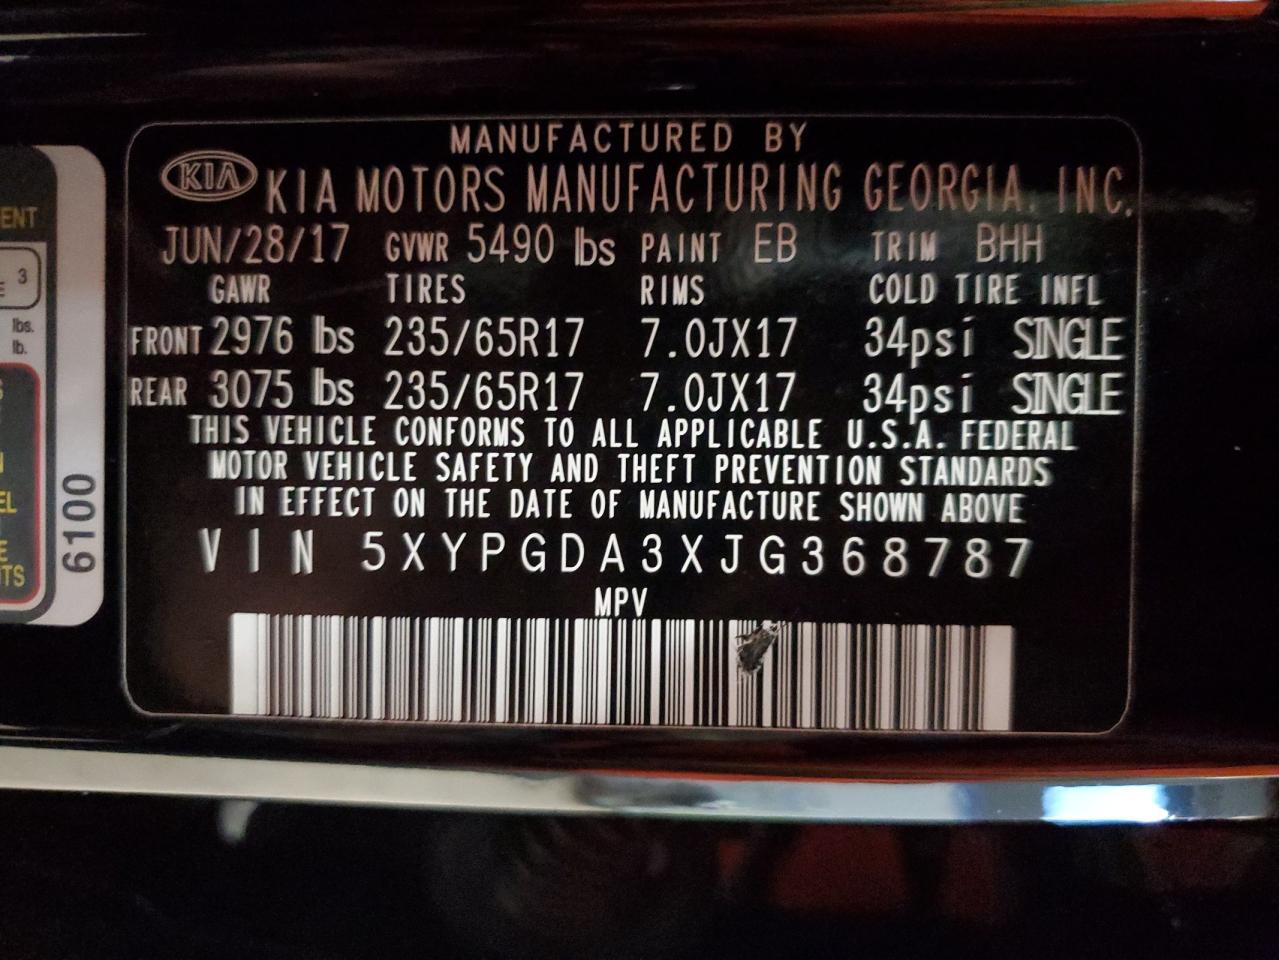 MANUFACTURED BY
KIA KIA MOTORS MANUFACTURING GEORGIA, INC.
JUN/28/17 GVWR 5490 lbs PAINT EB TRIM BHH
GAWR TIRES RIMS COLD TIRE INFL
FRONT 2976 lbs 235/65R17 7.0JX17 34psi SINGLE
REAR 3075 lbs 235/65R17 7.0JX17 34psi SINGLE
THIS VEHICLE CONFORMS TO ALL APPLICABLE U.S.A. FEDERAL
MOTOR VEHICLE SAFETY AND THEFT PREVENTION STANDARDS
IN EFFECT ON THE DATE OF MANUFACTURE SHOWN ABOVE
VIN 5XYPGDA3XJG368787
MPV
3
lbs.
lb.
6100